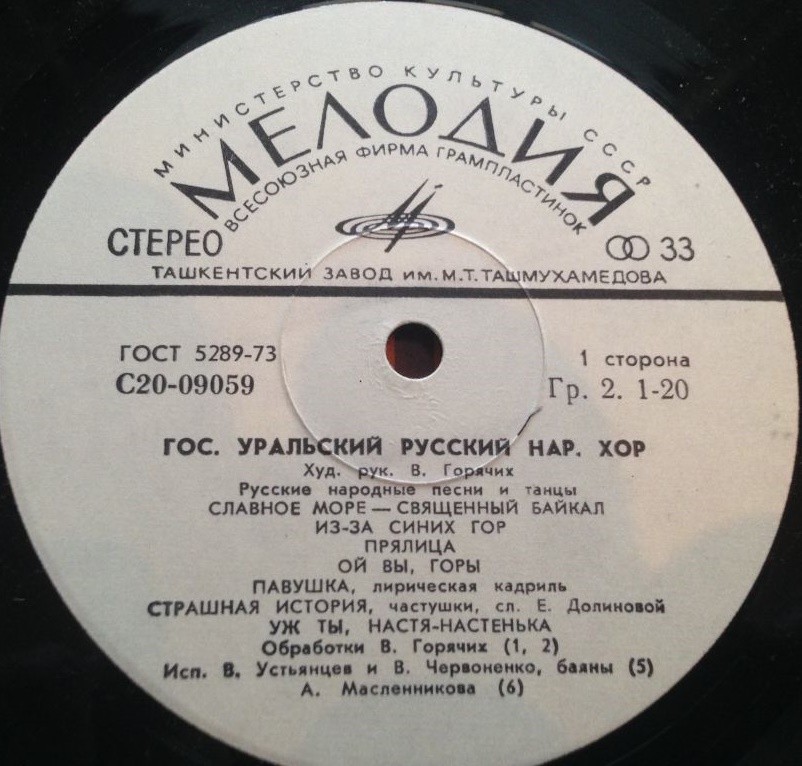 МИНИСТЕРСТВО КУЛЬТУРЫ СССР
МЕЛОДИЯ
ВСЕСОЮЗНАЯ ФИРМА ГРАМПЛАСТИНОК
СТЕРЕО 33
ТАШКЕНТСКИЙ ЗАВОД ИМ. М. Т. ТАШМУХАМЕДОВА
ГОСТ 5289-73 1 сторона
С20-09059 Гр. 2. 1-20
ГОС. УРАЛЬСКИЙ РУССКИЙ НАР. ХОР
Худ. рук. В. Горячих
Русские народные песни и танцы
СЛАВНОЕ МОРЕ — СВЯЩЕННЫЙ БАЙКАЛ
ИЗ-ЗА СИНИХ ГОР
ПРЯЛИЦА
ОЙ ВЫ, ГОРЫ
ПАВУШКА, лирическая кадриль
СТРАШНАЯ ИСТОРИЯ, частушки, сл. Е. Долиновой
УЖ ТЫ, НАСТЯ-НАСТЕНЬКА
Обработки В. Горячих (1, 2)
Исп. В. Устьянцев и В. Червоненко, баяны (5)
А. Масленникова (6)